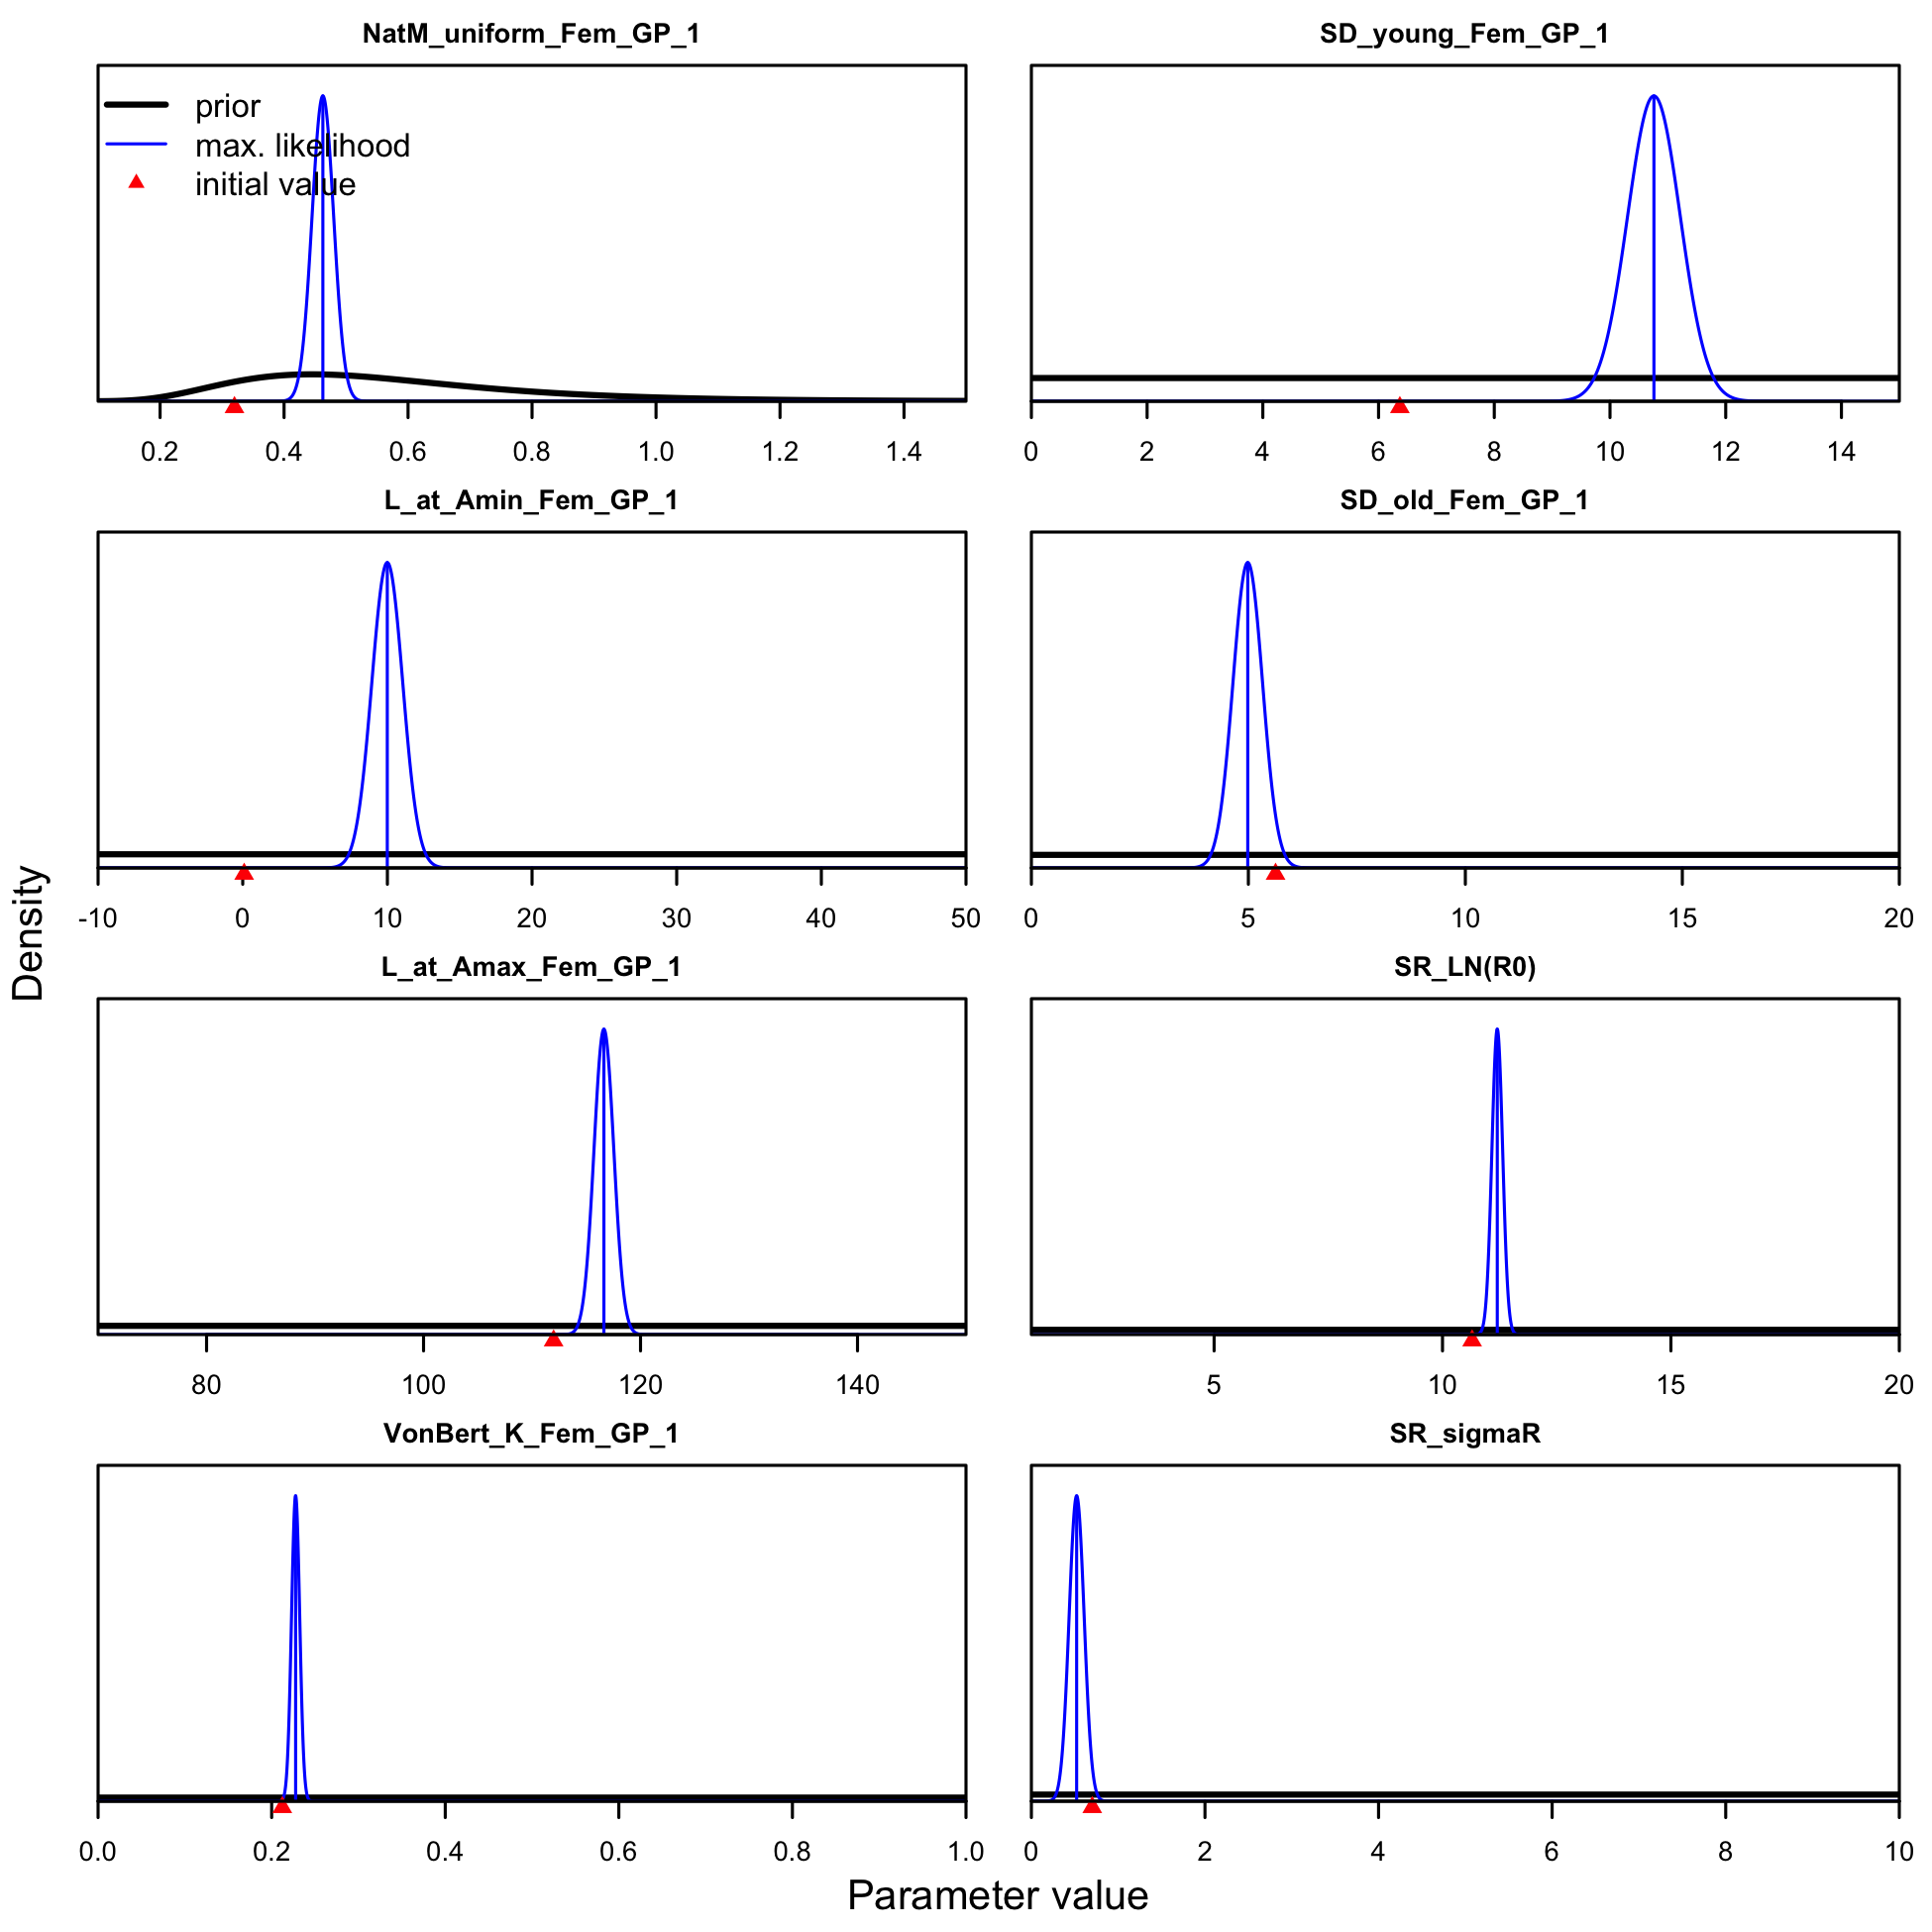 NatM_uniform_Fem_GP_1
prior
max. likelihood
initial value
0.2 0.4 0.6 0.8 1.0 1.2 1.4
SD_young_Fem_GP_1
0 2 4 6 8 10 12 14
L_at_Amin_Fem_GP_1
-10 0 10 20 30 40 50
SD_old_Fem_GP_1
0 5 10 15 20
L_at_Amax_Fem_GP_1
80 100 120 140
SR_LN(R0)
5 10 15 20
VonBert_K_Fem_GP_1
0.0 0.2 0.4 0.6 0.8 1.0
SR_sigmaR
0 2 4 6 8 10
Density
Parameter value